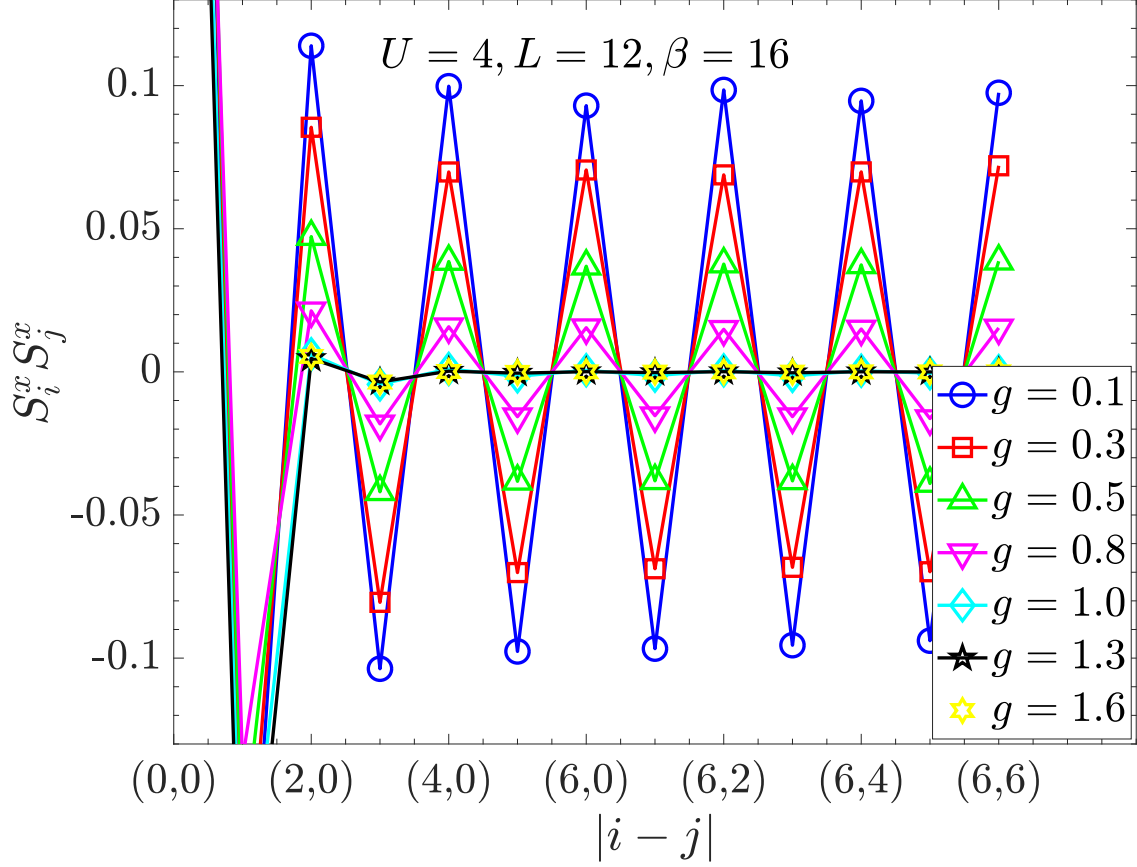 U = 4, L = 12, β = 16
0.1
0.05
0
-0.05
-0.1
S_i^x S_j^x
(0,0) (2,0) (4,0) (6,0) (6,2) (6,4) (6,6)
|i − j|
g = 0.1
g = 0.3
g = 0.5
g = 0.8
g = 1.0
g = 1.3
g = 1.6